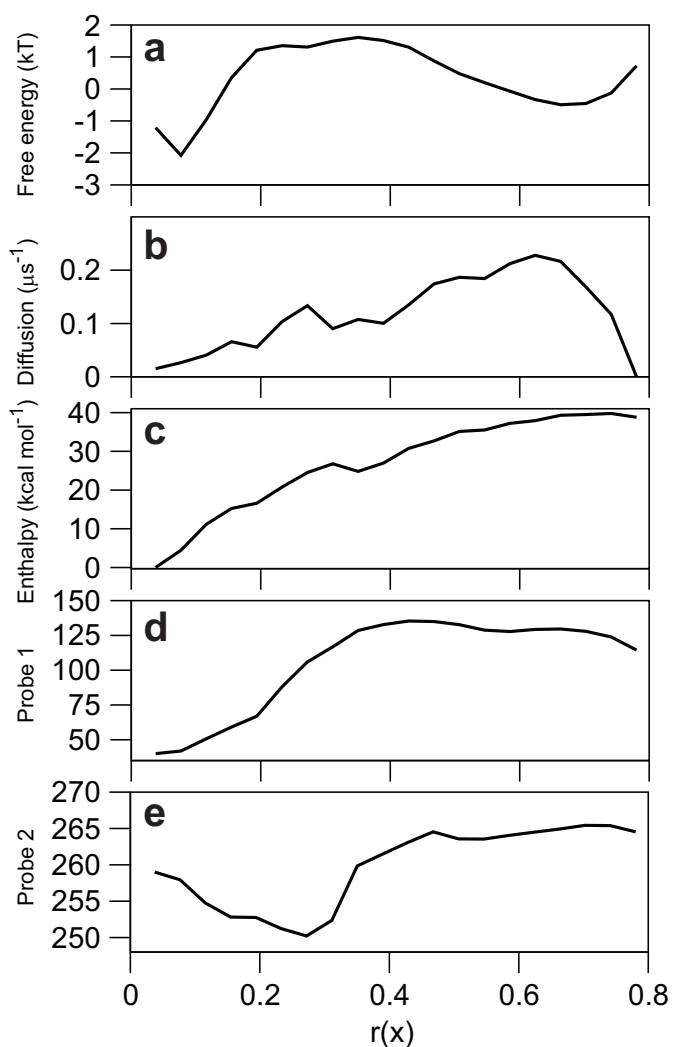 a
Free energy (kT)
2
1
0
-1
-2
-3
b
Diffusion (μs⁻¹)
0.2
0.1
0
c
Enthalpy (kcal mol⁻¹)
40
30
20
10
0
d
Probe 1
150
125
100
75
50
e
Probe 2
270
265
260
255
250
0 0.2 0.4 0.6 0.8
r(x)